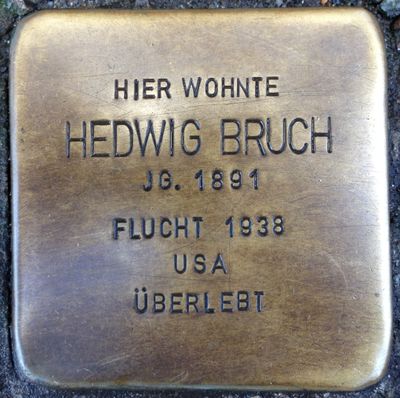 HIER WOHNTE
HEDWIG BRUCH
JG. 1891
FLUCHT 1938
USA
ÜBERLEBT